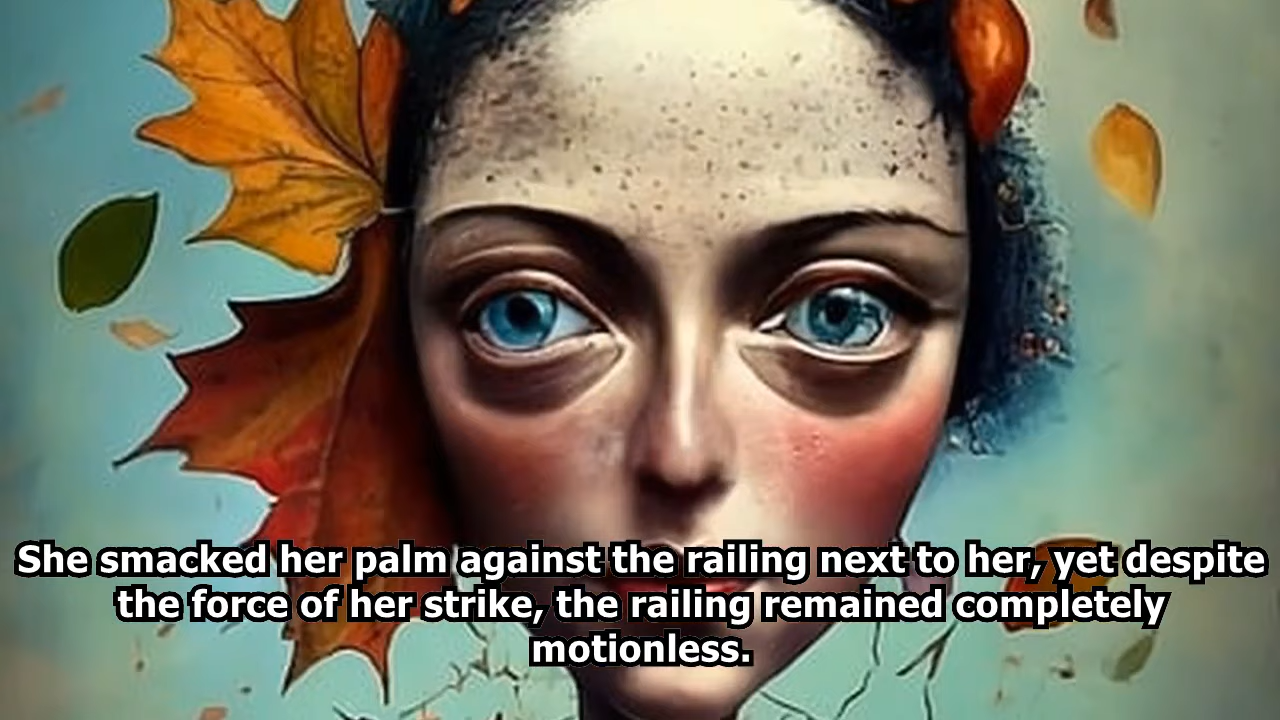 She smacked her palm against the railing next to her, yet despite
the force of her strike, the railing remained completely
motionless.